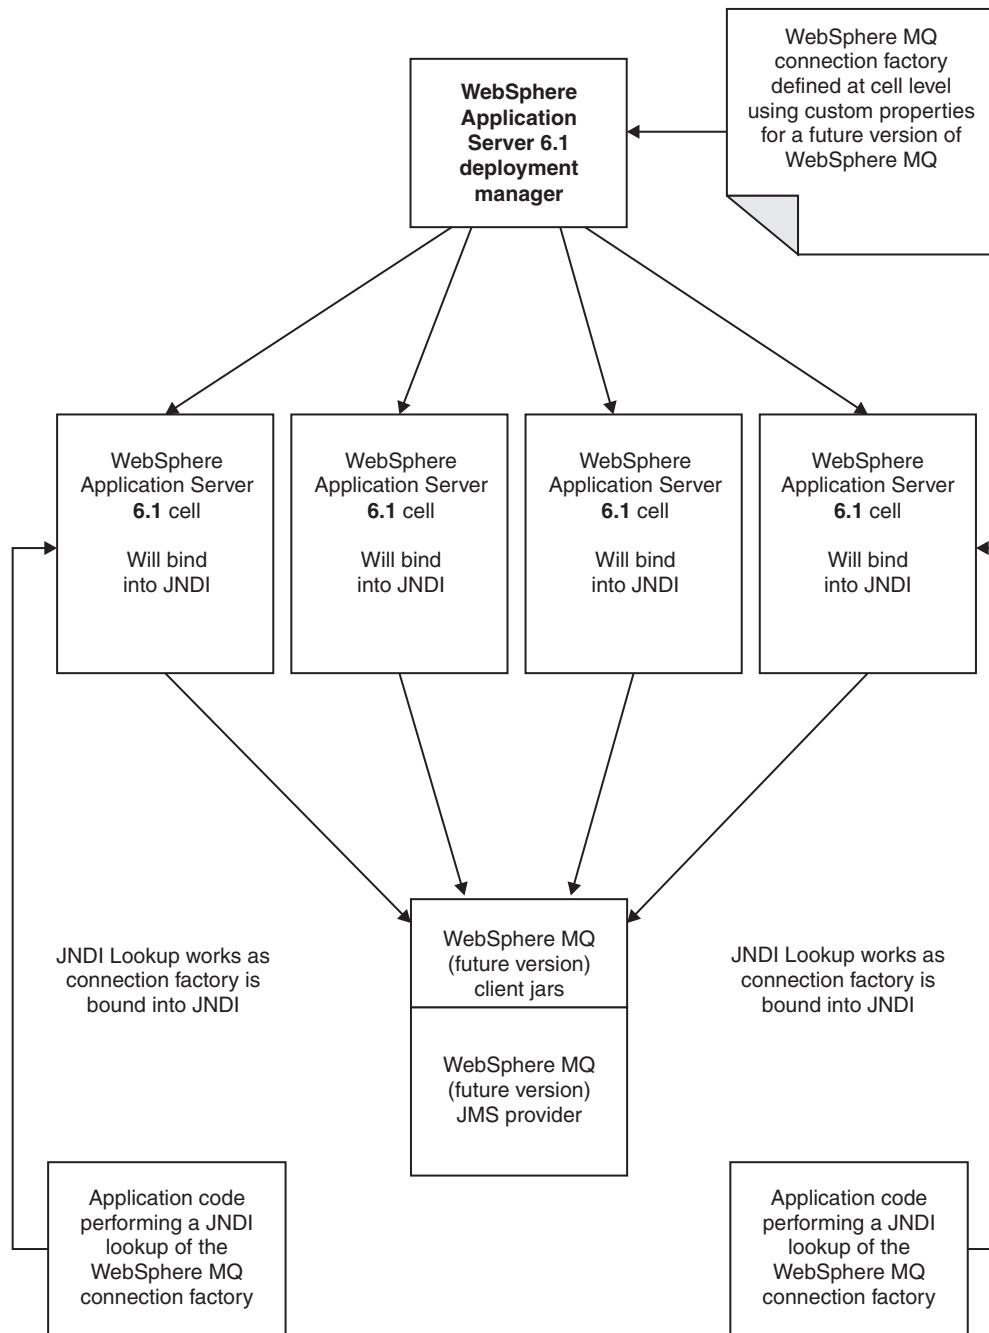 WebSphere MQ
connection factory
defined at cell level
using custom properties
for a future version of
WebSphere MQ
WebSphere
Application
Server 6.1
deployment
manager
WebSphere
Application Server
6.1 cell
Will bind
into JNDI
WebSphere
Application Server
6.1 cell
Will bind
into JNDI
WebSphere
Application Server
6.1 cell
Will bind
into JNDI
WebSphere
Application Server
6.1 cell
Will bind
into JNDI
JNDI Lookup works as
connection factory is
bound into JNDI
WebSphere MQ
(future version)
client jars
WebSphere MQ
(future version)
JMS provider
JNDI Lookup works as
connection factory is
bound into JNDI
Application code
performing a JNDI
lookup of the
WebSphere MQ
connection factory
Application code
performing a JNDI
lookup of the
WebSphere MQ
connection factory